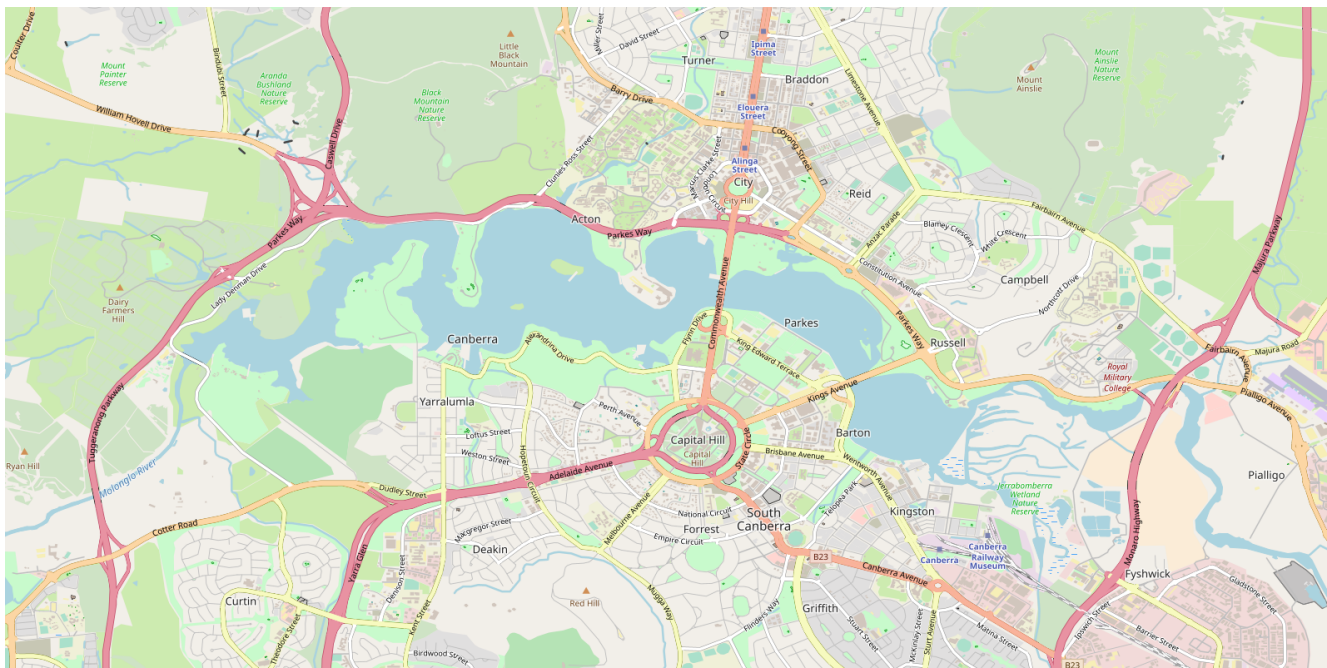 Coulter Drive
Bindubi Street
Mount
Painter
Reserve
Aranda
Bushland
Nature
Reserve
William Hovell Drive
Caswell Drive
Little
Black
Mountain
Black
Mountain
Nature
Reserve
Miller Street
David Street
Turner
Ipima
Street
Braddon
Limestone Avenue
Mount
Ainslie
Mount
Ainslie
Nature
Reserve
Barry Drive
Elouera
Street
Cooyong Street
Clunies Ross Street
Marcus Clarke Street
Alinga
Street
City
City Hill
Reid
Acton
Parkes Way
Parkes Way
Anzac Parade
Fairbairn Avenue
Blamey Crescent
White Crescent
Constitution Avenue
Campbell
Northcott Drive
Majura Parkway
Lady Denman Drive
Dairy
Farmers
Hill
Commonwealth Avenue
Flynn Drive
Parkes
Parkes Way
Canberra
Alexandrina Drive
King Edward Terrace
Russell
Fairbairn Avenue
Majura Road
Royal
Military
College
Pialligo Avenue
Tuggeranong Parkway
Yarralumla
Perth Avenue
Kings Avenue
Loftus Street
Weston Street
Hopetoun Circuit
Capital Hill
Capital
Hill
State Circle
Barton
Brisbane Avenue
Wentworth Avenue
Ryan Hill
Molonglo River
Adelaide Avenue
Dudley Street
Cotter Road
Melbourne Avenue
National Circuit
Forrest
Empire Circuit
South
Canberra
Telopea Park
Kingston
Jerrabomberra
Wetland
Nature
Reserve
Pialligo
Macgregor Street
Deakin
Yarra Glen
Denison Street
Kent Street
B23
Canberra Avenue
Canberra
Canberra
Railway
Museum
Monaro Highway
Fyshwick
Gladstone Street
Curtin
Theodore Street
Red Hill
Mugga Way
Flinders Way
Griffith
Stuart Street
McKinlay Street
Sturt Avenue
Matina Street
Ipswich Street
Barrier Street
Birdwood Street
B23